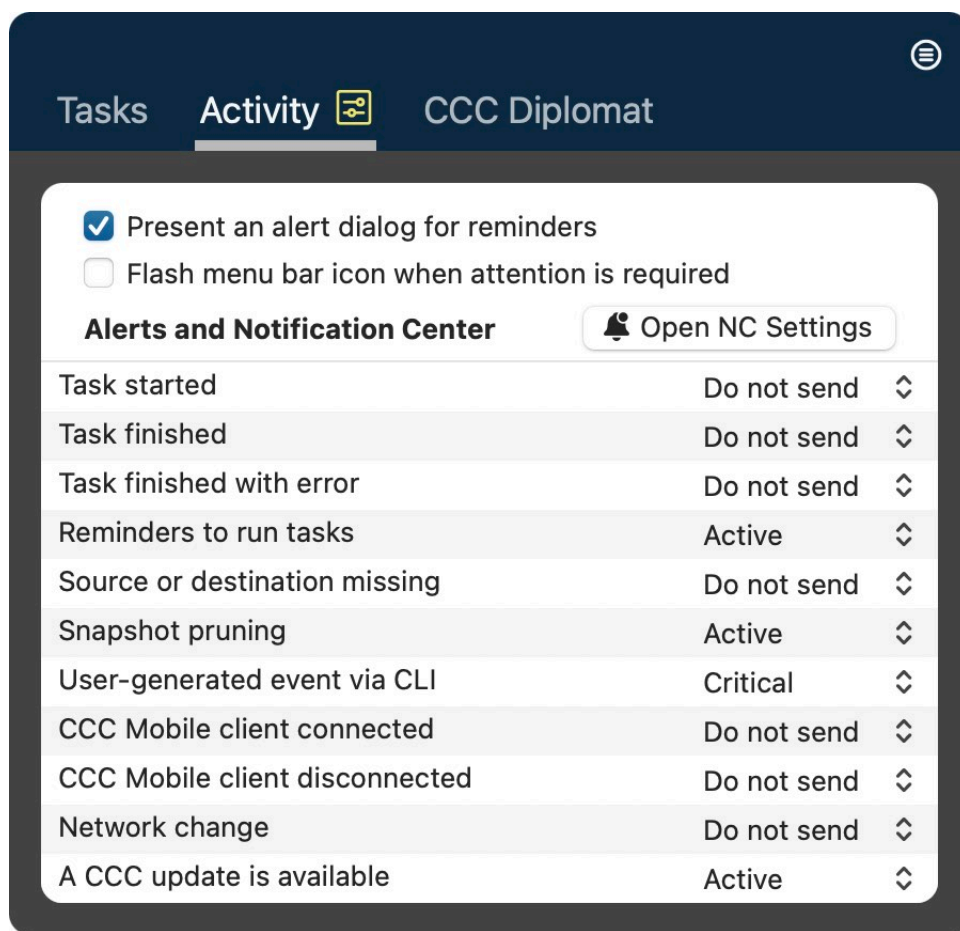 Tasks Activity CCC Diplomat
Present an alert dialog for reminders
Flash menu bar icon when attention is required
Alerts and Notification Center Open NC Settings
Task started Do not send
Task finished Do not send
Task finished with error Do not send
Reminders to run tasks Active
Source or destination missing Do not send
Snapshot pruning Active
User-generated event via CLI Critical
CCC Mobile client connected Do not send
CCC Mobile client disconnected Do not send
Network change Do not send
A CCC update is available Active